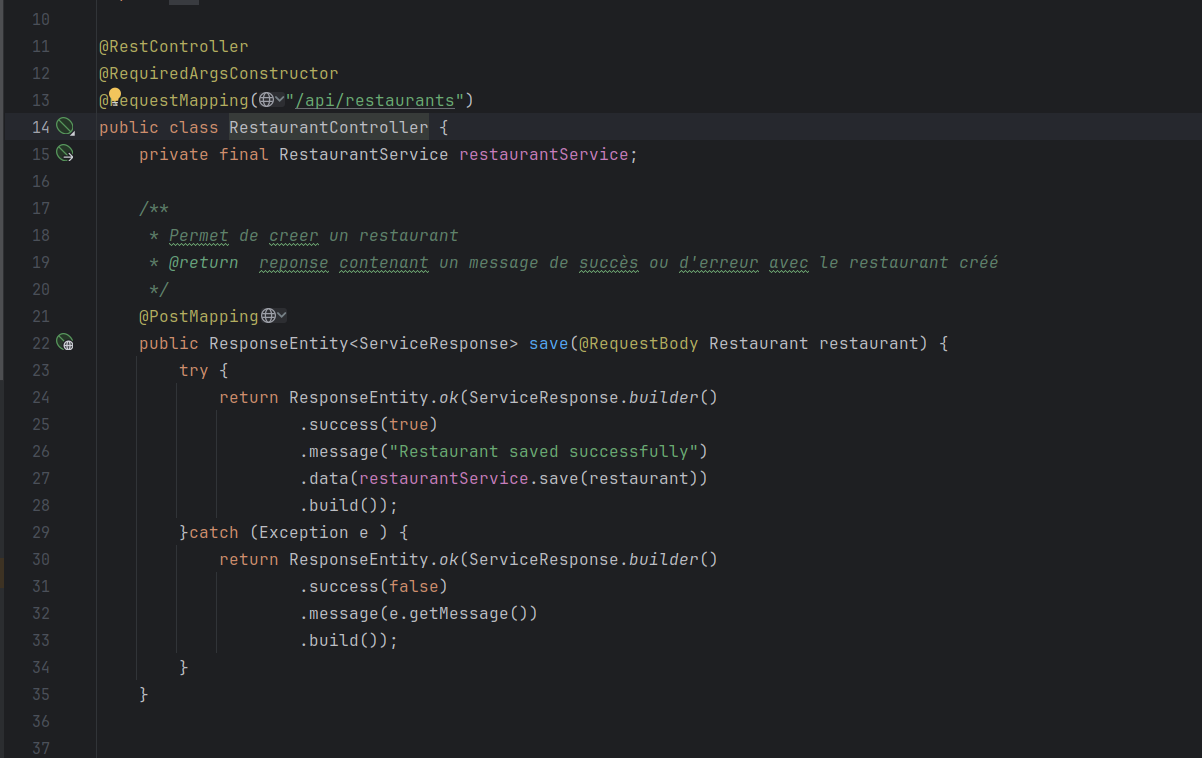 10
11 @RestController
12 @RequiredArgsConstructor
13 @RequestMapping("/api/restaurants")
14 public class RestaurantController {
15     private final RestaurantService restaurantService;
16
17     /**
18      * Permet de creer un restaurant
19      * @return  reponse contenant un message de succès ou d'erreur avec le restaurant créé
20      */
21     @PostMapping
22     public ResponseEntity<ServiceResponse> save(@RequestBody Restaurant restaurant) {
23         try {
24             return ResponseEntity.ok(ServiceResponse.builder()
25                     .success(true)
26                     .message("Restaurant saved successfully")
27                     .data(restaurantService.save(restaurant))
28                     .build());
29         }catch (Exception e ) {
30             return ResponseEntity.ok(ServiceResponse.builder()
31                     .success(false)
32                     .message(e.getMessage())
33                     .build());
34         }
35     }
36
37